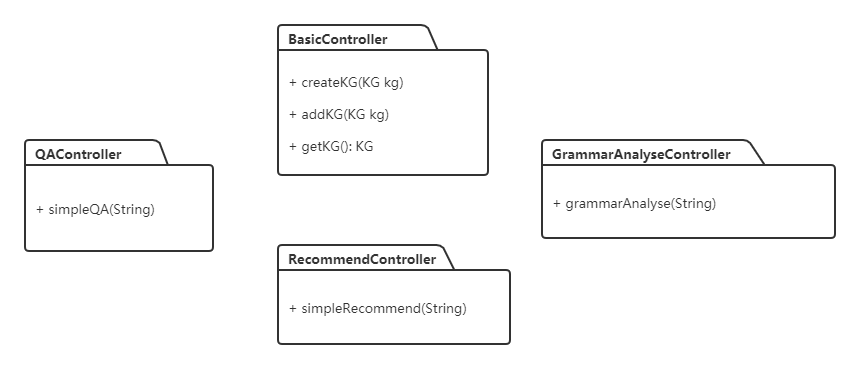 BasicController
+ createKG(KG kg)
+ addKG(KG kg)
+ getKG(): KG
QAController
+ simpleQA(String)
GrammarAnalyseController
+ grammarAnalyse(String)
RecommendController
+ simpleRecommend(String)